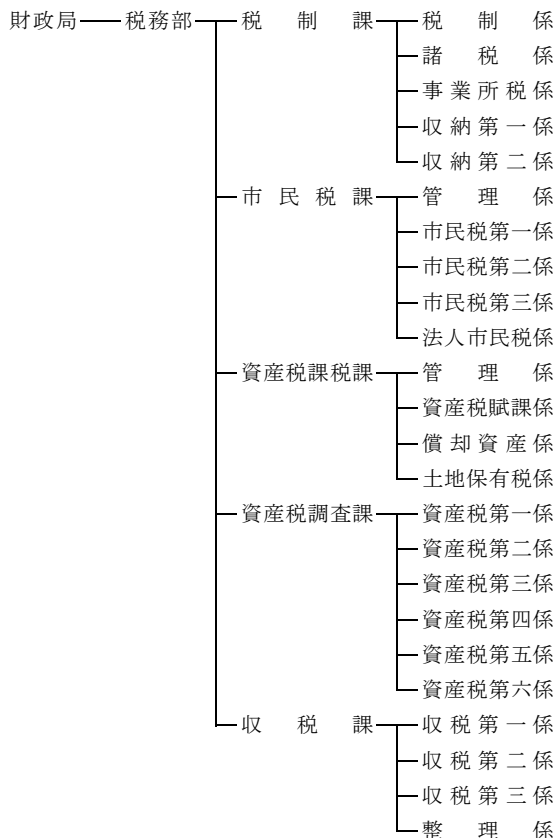 財政局 税務部 税制課 税制係
諸税係
事業所税係
収納第一係
収納第二係
市民税課 管理係
市民税第一係
市民税第二係
市民税第三係
法人市民税係
資産税課税課 管理係
資産税賦課係
償却資産係
土地保有税係
資産税調査課 資産税第一係
資産税第二係
資産税第三係
資産税第四係
資産税第五係
資産税第六係
収税課 収税第一係
収税第二係
収税第三係
整理係